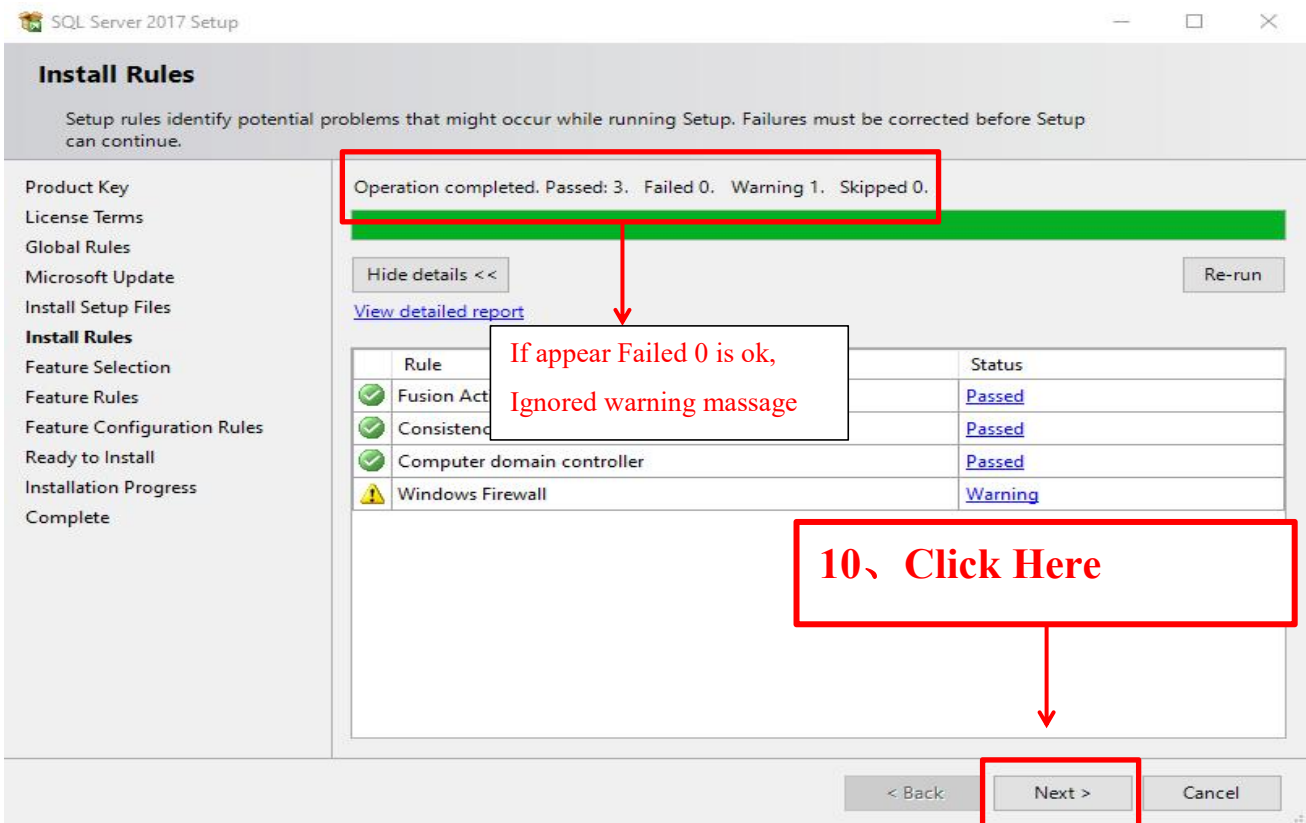 SQL Server 2017 Setup
Install Rules
Setup rules identify potential problems that might occur while running Setup. Failures must be corrected before Setup
can continue.
Product Key
License Terms
Global Rules
Microsoft Update
Install Setup Files
Install Rules
Feature Selection
Feature Rules
Feature Configuration Rules
Ready to Install
Installation Progress
Complete
Operation completed. Passed: 3. Failed 0. Warning 1. Skipped 0.
Hide details <<
Re-run
View detailed report
If appear Failed 0 is ok,
Ignored warning massage
Rule Status
Fusion Act Passed
Consistenc Passed
Computer domain controller Passed
Windows Firewall Warning
10、Click Here
< Back Next > Cancel